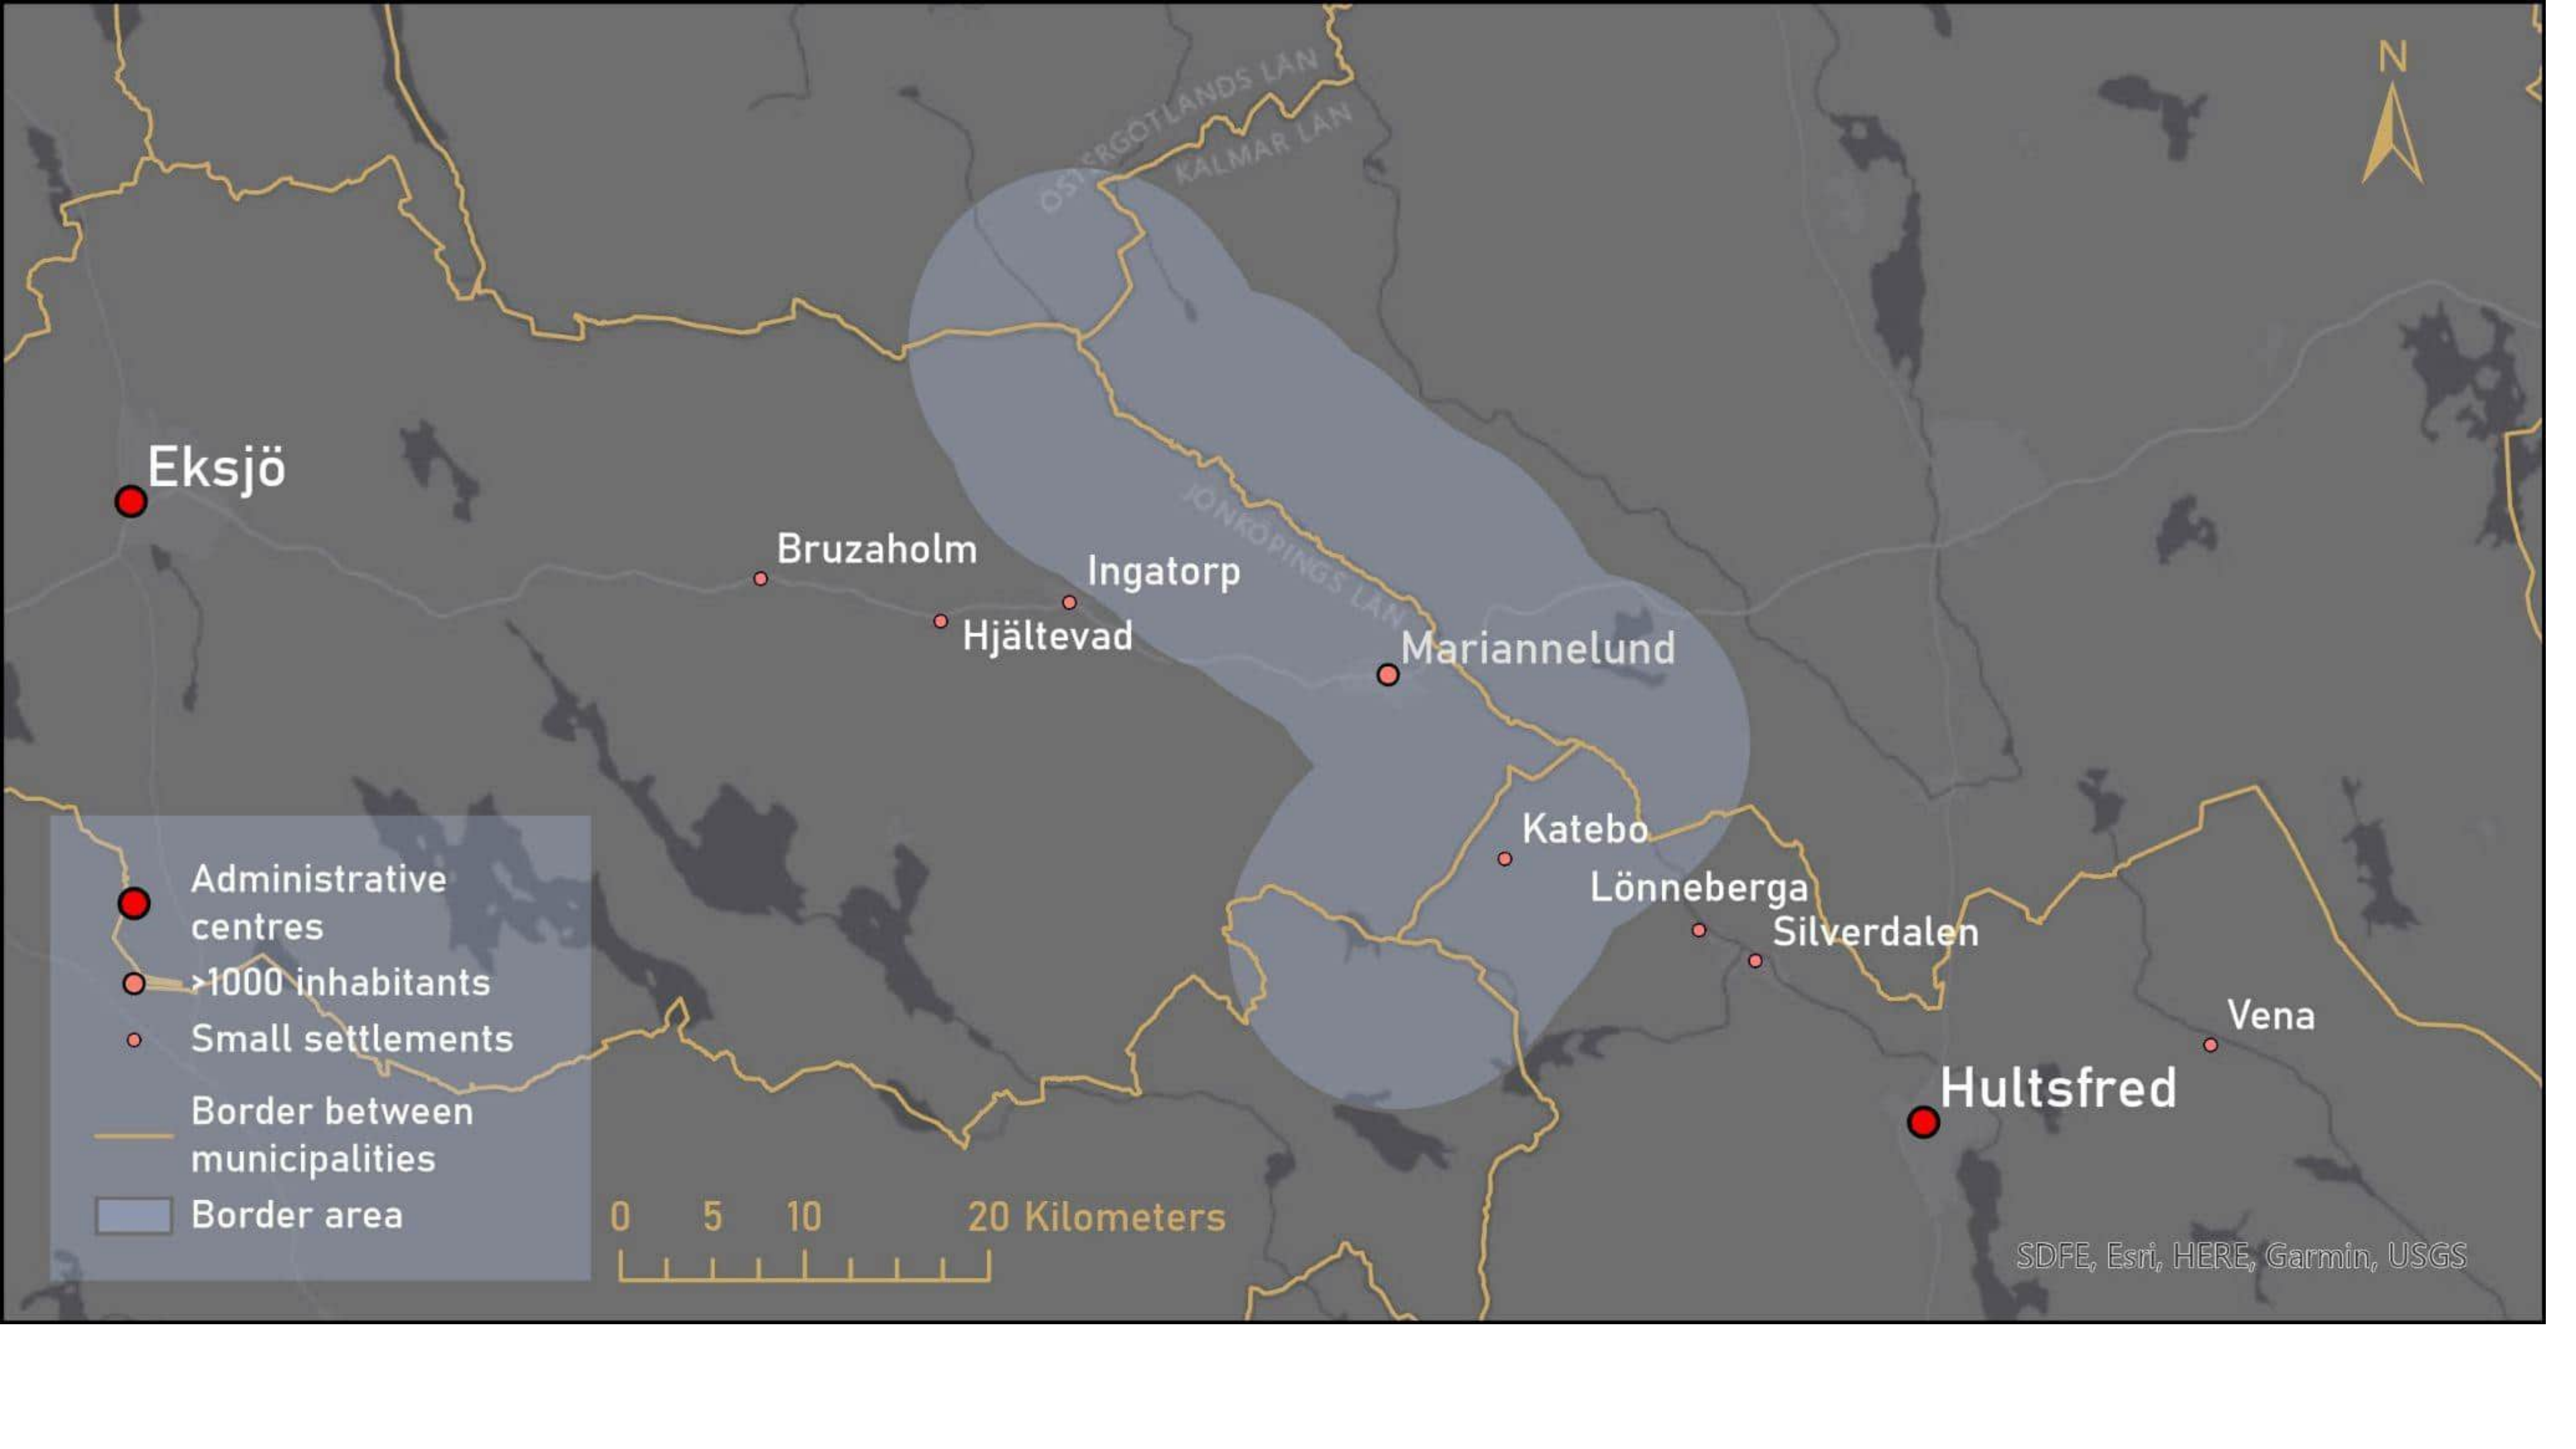 N
ÖSTERGÖTLANDS LÄN
KALMAR LÄN
Eksjö
Bruzaholm
Ingatorp
JÖNKÖPINGS LÄN
Hjältevad
Mariannelund
Katebo
Lönneberga
Silverdalen
Vena
Hultsfred
Administrative
centres
>1000 inhabitants
Small settlements
Border between
municipalities
Border area
0 5 10 20 Kilometers
SDFE, Esri, HERE, Garmin, USGS